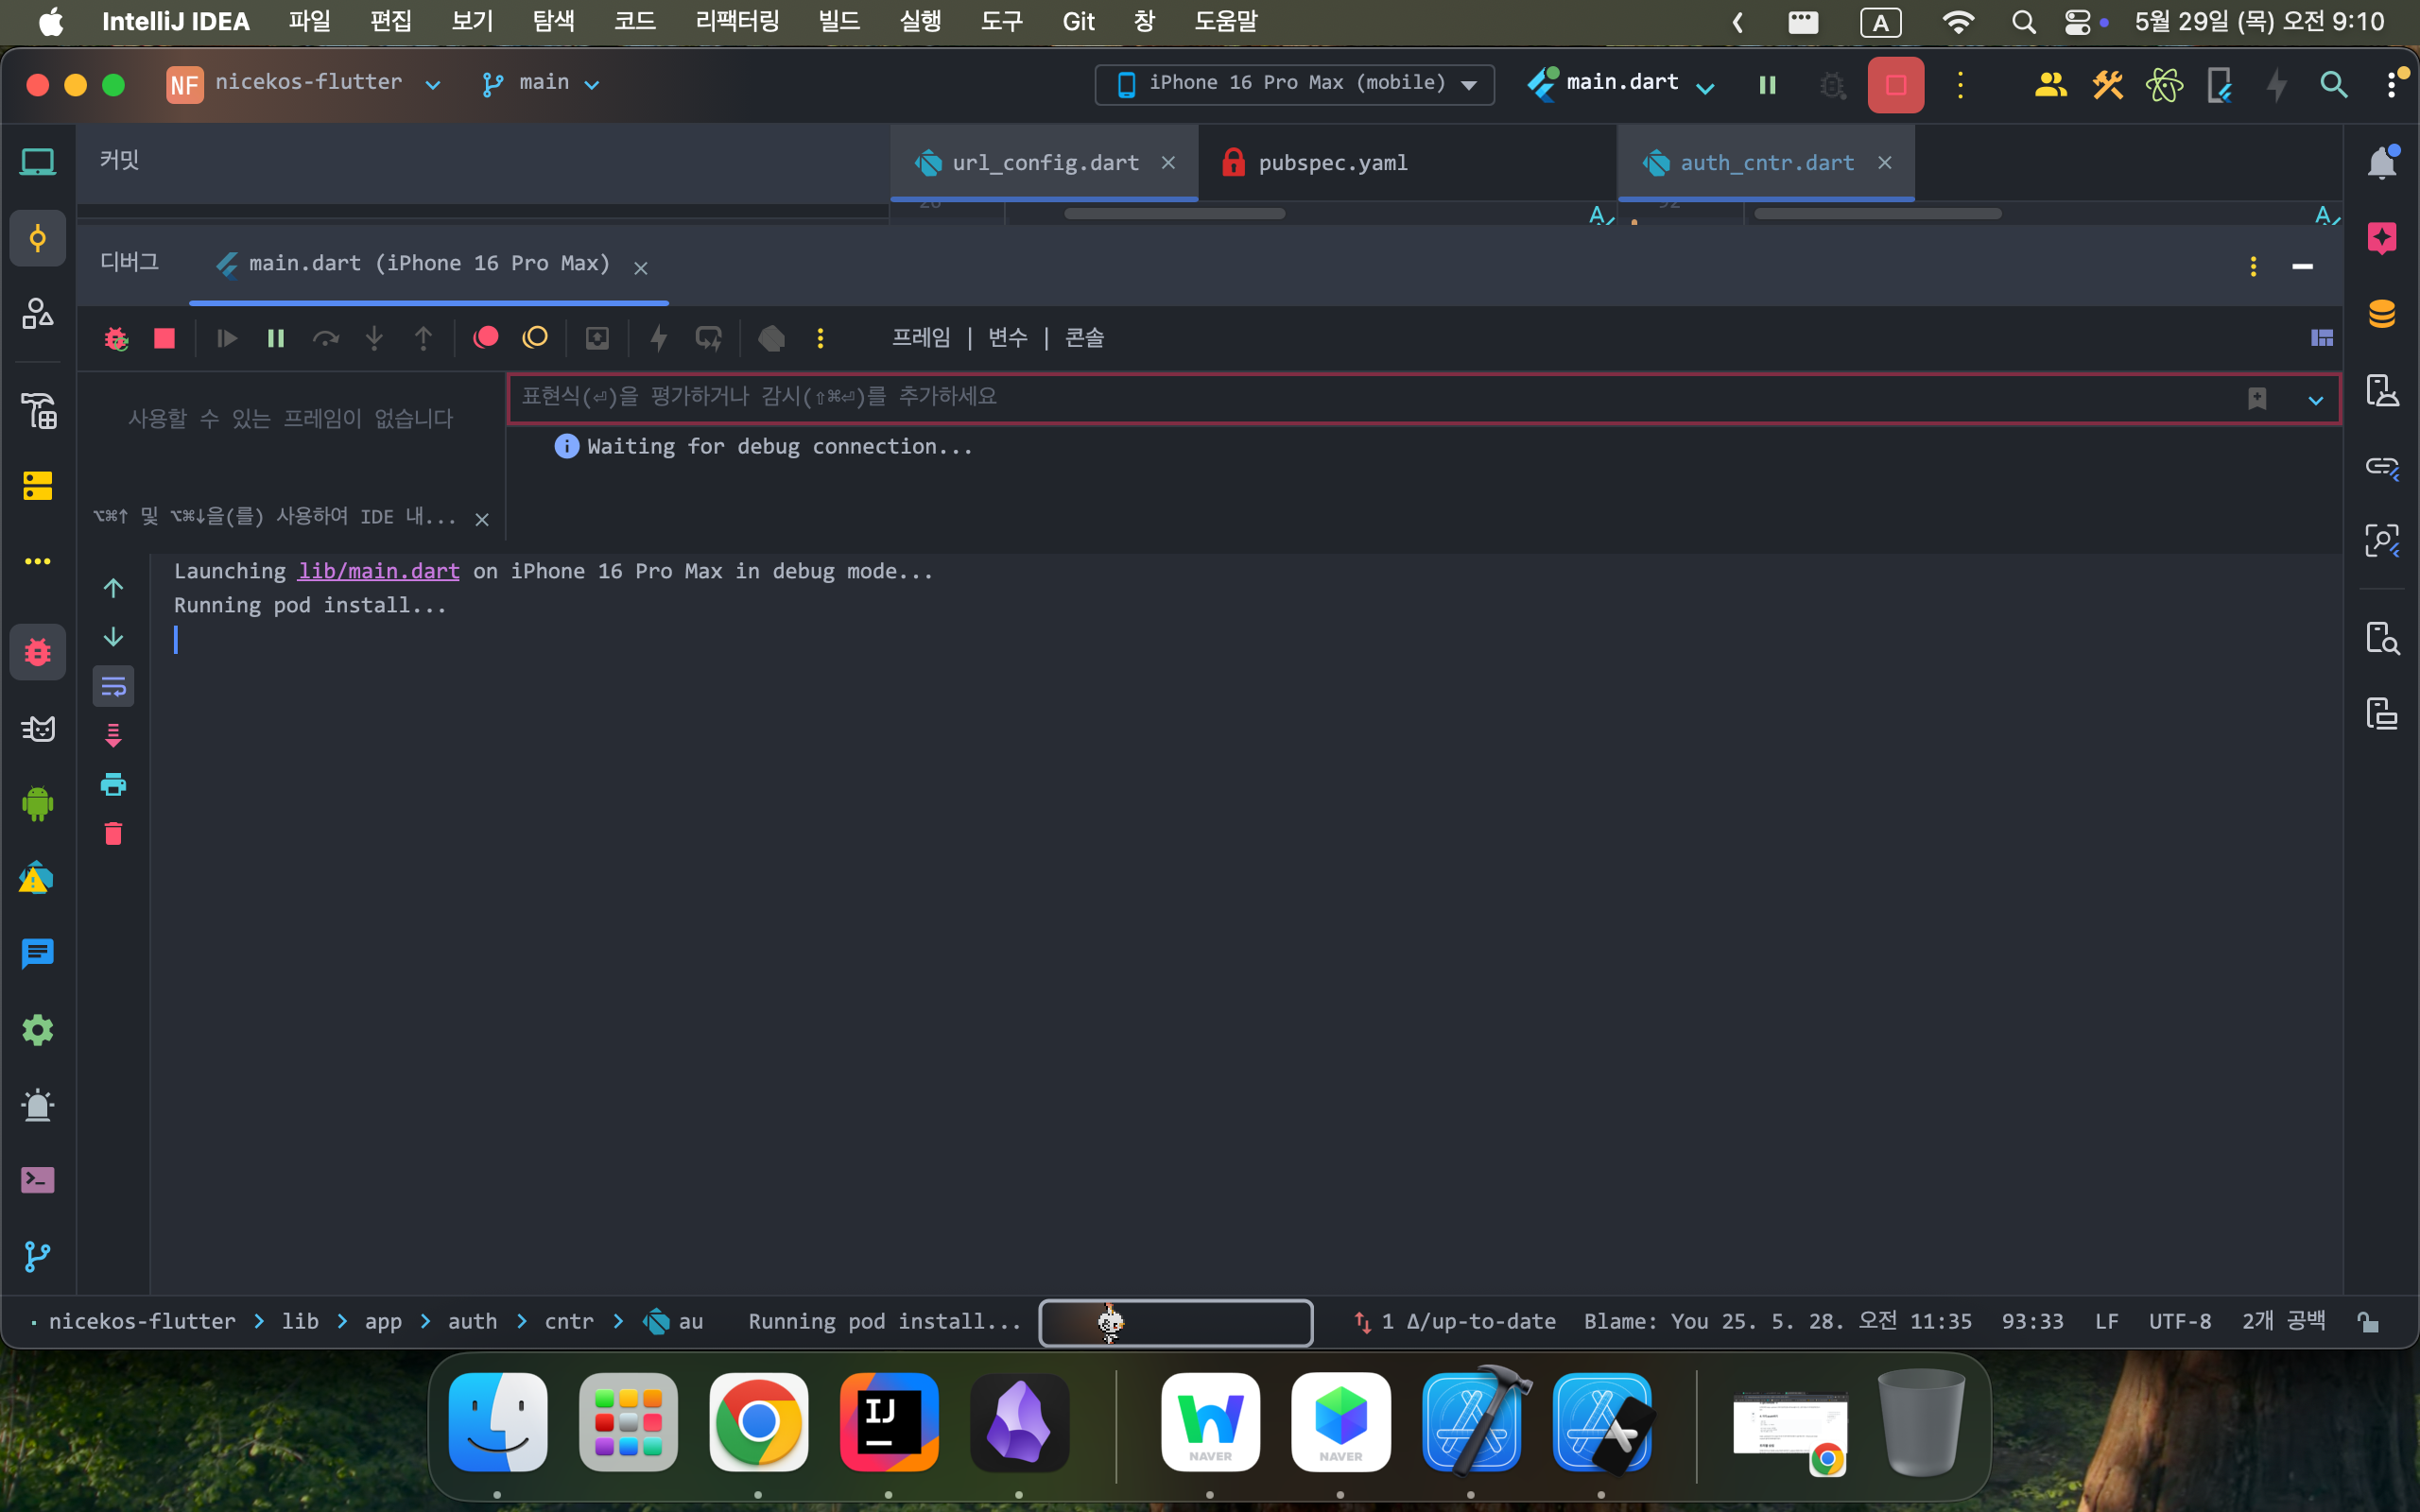 IntelliJ IDEA 파일 편집 보기 탐색 코드 리팩터링 빌드 실행 도구 Git 창 도움말 A 5월 29일 (목) 오전 9:10
NF nicekos-flutter main iPhone 16 Pro Max (mobile) main.dart
커밋 url_config.dart pubspec.yaml auth_cntr.dart
디버그 main.dart (iPhone 16 Pro Max)
프레임 | 변수 | 콘솔
표현식(⏎)을 평가하거나 감시(⇧⌘⏎)를 추가하세요
사용할 수 있는 프레임이 없습니다
Waiting for debug connection...
⌥⌘↑ 및 ⌥⌘↓을(를) 사용하여 IDE 내...
Launching lib/main.dart on iPhone 16 Pro Max in debug mode...
Running pod install...
nicekos-flutter > lib > app > auth > cntr > au Running pod install... 1 ∆/up-to-date Blame: You 25. 5. 28. 오전 11:35 93:33 LF UTF-8 2개 공백
IJ
NAVER
NAVER